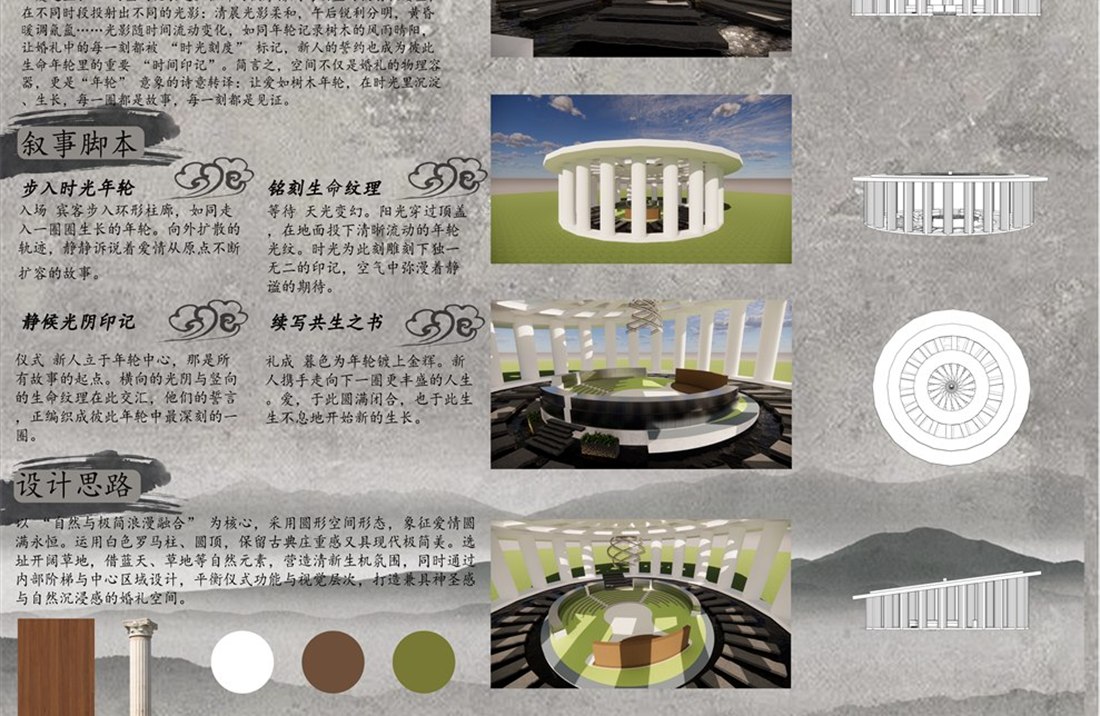 在不同时段投射出不同的光影：清晨光影柔和，午后锐利分明，黄昏
暖调氤氲……光影随时间流动变化，如同年轮记录树木的风雨晴阳，
让婚礼中的每一刻都被 “时光刻度” 标记，新人的誓约也成为彼此
生命年轮里的重要 “时间印记”。简言之，空间不仅是婚礼的物理容
器，更是“年轮” 意象的诗意转译：让爱如树木年轮，在时光里沉淀
、生长，每一圈都是故事，每一刻都是见证。
叙事脚本
步入时光年轮
入场 宾客步入环形柱廊，如同走
入一圈圈生长的年轮。向外扩散的
轨迹，静静诉说着爱情从原点不断
扩容的故事。
铭刻生命纹理
等待 天光变幻。阳光穿过顶盖
，在地面投下清晰流动的年轮
光纹。时光为此刻雕刻下独一
无二的印记，空气中弥漫着静
谧的期待。
静候光阴印记
仪式 新人立于年轮中心，那是所
有故事的起点。横向的光阴与竖向
的生命纹理在此交汇，他们的誓言
，正编织成彼此年轮中最深刻的一
圈。
续写共生之书
礼成 暮色为年轮镀上金辉。新
人携手走向下一圈更丰盛的人生
。爱，于此圆满闭合，也于此生
生不息地开始新的生长。
设计思路
以 “自然与极简浪漫融合” 为核心，采用圆形空间形态，象征爱情圆
满永恒。运用白色罗马柱、圆顶，保留古典庄重感又具现代极简美。选
址开阔草地，借蓝天、草地等自然元素，营造清新生机氛围，同时通过
内部阶梯与中心区域设计，平衡仪式功能与视觉层次，打造兼具神圣感
与自然沉浸感的婚礼空间。